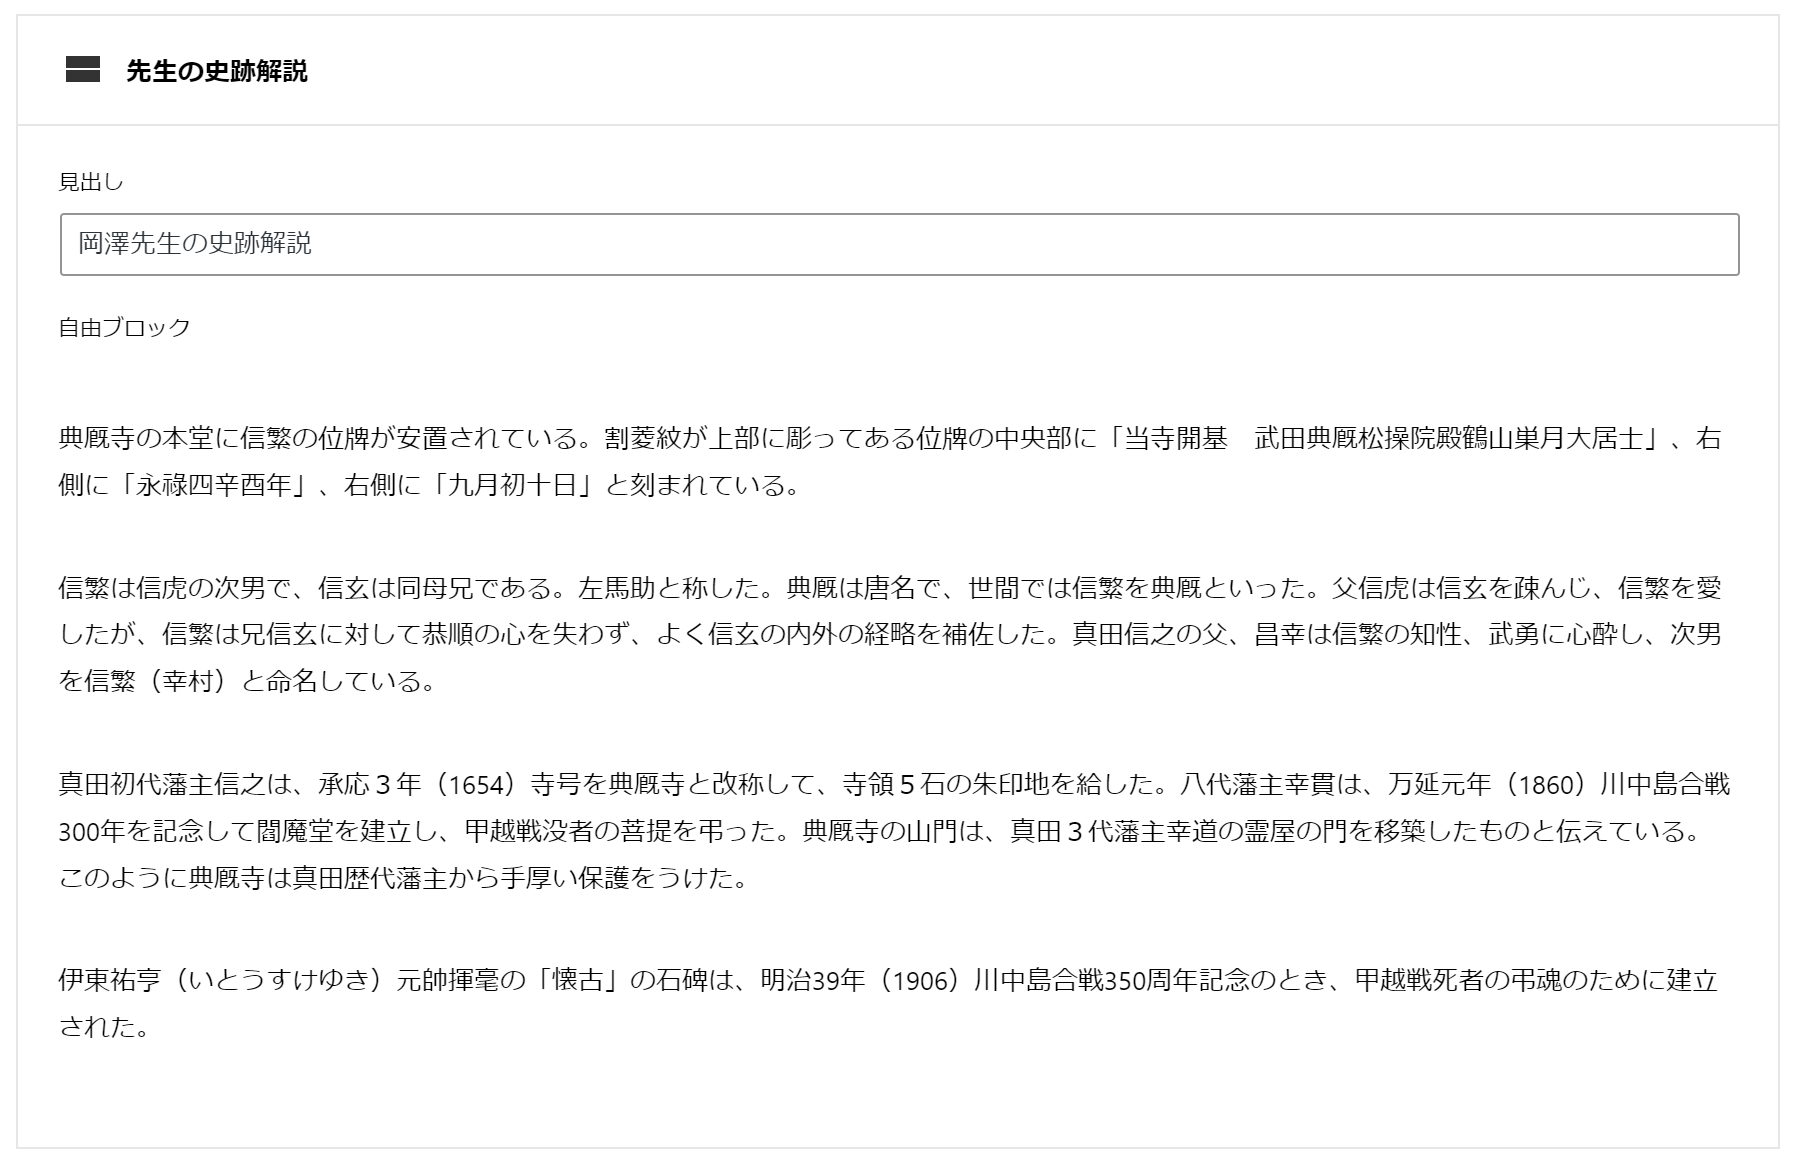 先生の史跡解説
見出し
岡澤先生の史跡解説
自由ブロック
典厩寺の本堂に信繁の位牌が安置されている。割菱紋が上部に彫ってある位牌の中央部に「当寺開基　武田典厩松操院殿鶴山巣月大居士」、右
側に「永禄四辛酉年」、右側に「九月初十日」と刻まれている。
信繁は信虎の次男で、信玄は同母兄である。左馬助と称した。典厩は唐名で、世間では信繁を典厩といった。父信虎は信玄を疎んじ、信繁を愛
したが、信繁は兄信玄に対して恭順の心を失わず、よく信玄の内外の経略を補佐した。真田信之の父、昌幸は信繁の知性、武勇に心酔し、次男
を信繁（幸村）と命名している。
真田初代藩主信之は、承応３年（1654）寺号を典厩寺と改称して、寺領５石の朱印地を給した。八代藩主幸貫は、万延元年（1860）川中島合戦
300年を記念して閻魔堂を建立し、甲越戦没者の菩提を弔った。典厩寺の山門は、真田３代藩主幸道の霊屋の門を移築したものと伝えている。
このように典厩寺は真田歴代藩主から手厚い保護をうけた。
伊東祐亨（いとうすけゆき）元帥揮毫の「懐古」の石碑は、明治39年（1906）川中島合戦350周年記念のとき、甲越戦死者の弔魂のために建立
された。